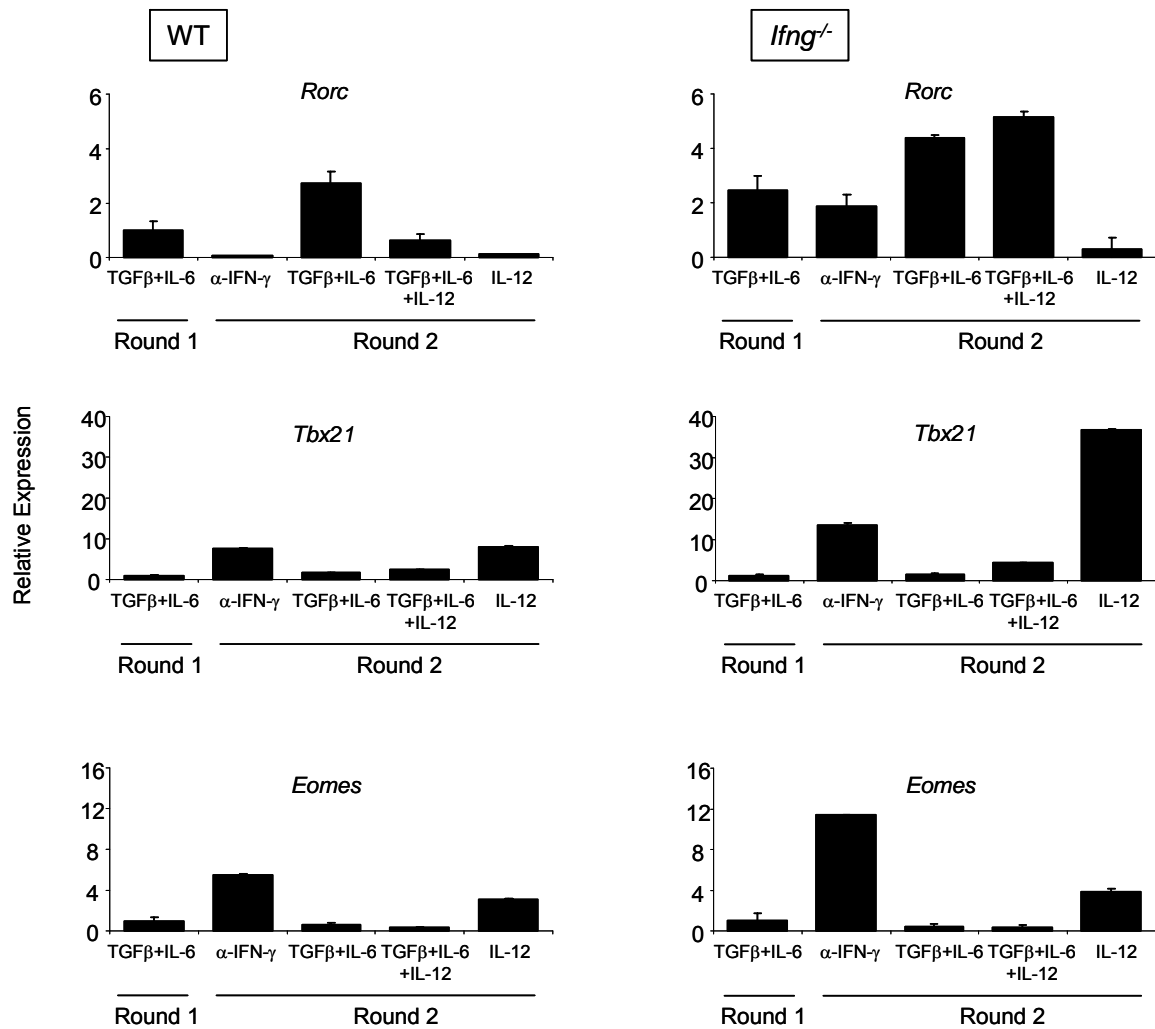 WT
Ifng-/-
Rorc
6
4
2
0
TGFβ+IL-6 α-IFN-γ TGFβ+IL-6 TGFβ+IL-6 IL-12
+IL-12
Round 1 Round 2
Rorc
6
4
2
0
TGFβ+IL-6 α-IFN-γ TGFβ+IL-6 TGFβ+IL-6 IL-12
+IL-12
Round 1 Round 2
Relative Expression
Tbx21
40
30
20
10
0
TGFβ+IL-6 α-IFN-γ TGFβ+IL-6 TGFβ+IL-6 IL-12
+IL-12
Round 1 Round 2
Tbx21
40
30
20
10
0
TGFβ+IL-6 α-IFN-γ TGFβ+IL-6 TGFβ+IL-6 IL-12
+IL-12
Round 1 Round 2
Eomes
16
12
8
4
0
TGFβ+IL-6 α-IFN-γ TGFβ+IL-6 TGFβ+IL-6 IL-12
+IL-12
Round 1 Round 2
Eomes
16
12
8
4
0
TGFβ+IL-6 α-IFN-γ TGFβ+IL-6 TGFβ+IL-6 IL-12
+IL-12
Round 1 Round 2